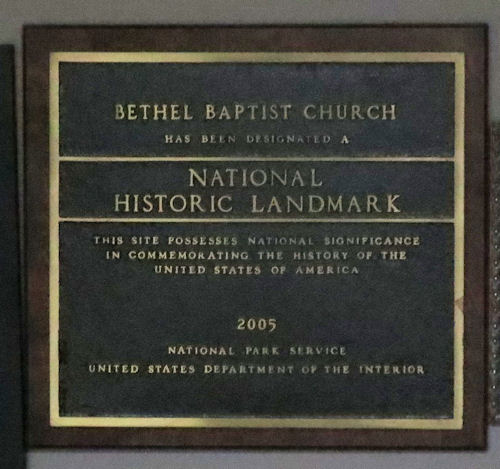 BETHEL BAPTIST CHURCH
HAS BEEN DESIGNATED A
NATIONAL
HISTORIC LANDMARK
THIS SITE POSSESSES NATIONAL SIGNIFICANCE
IN COMMEMORATING THE HISTORY OF THE
UNITED STATES OF AMERICA
2005
NATIONAL PARK SERVICE
UNITED STATES DEPARTMENT OF THE INTERIOR